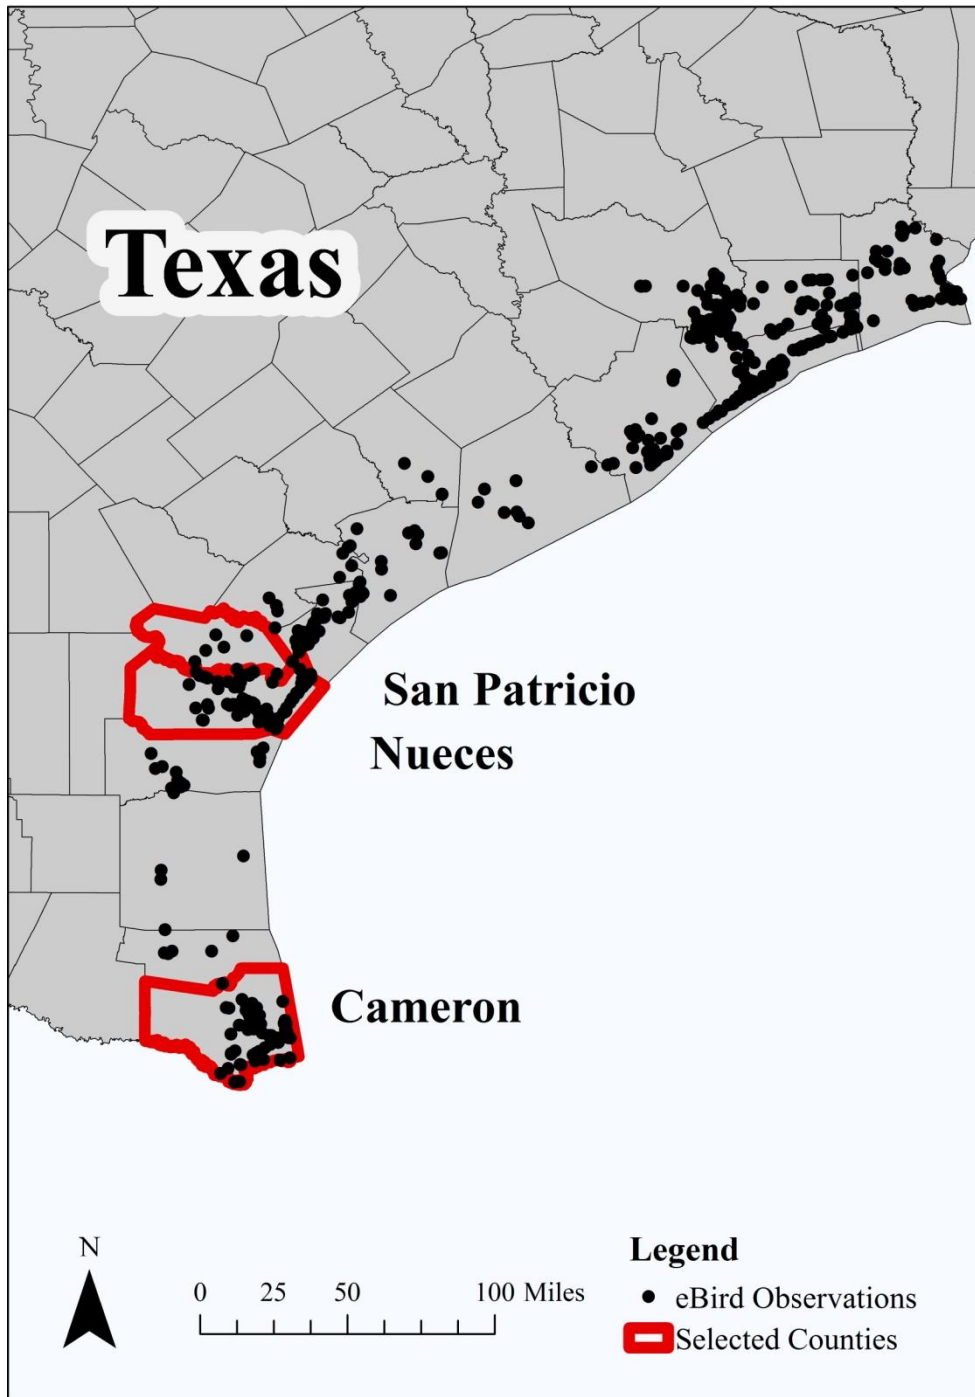 Texas
San Patricio
Nueces
Cameron
N
0 25 50 100 Miles
Legend
eBird Observations
Selected Counties